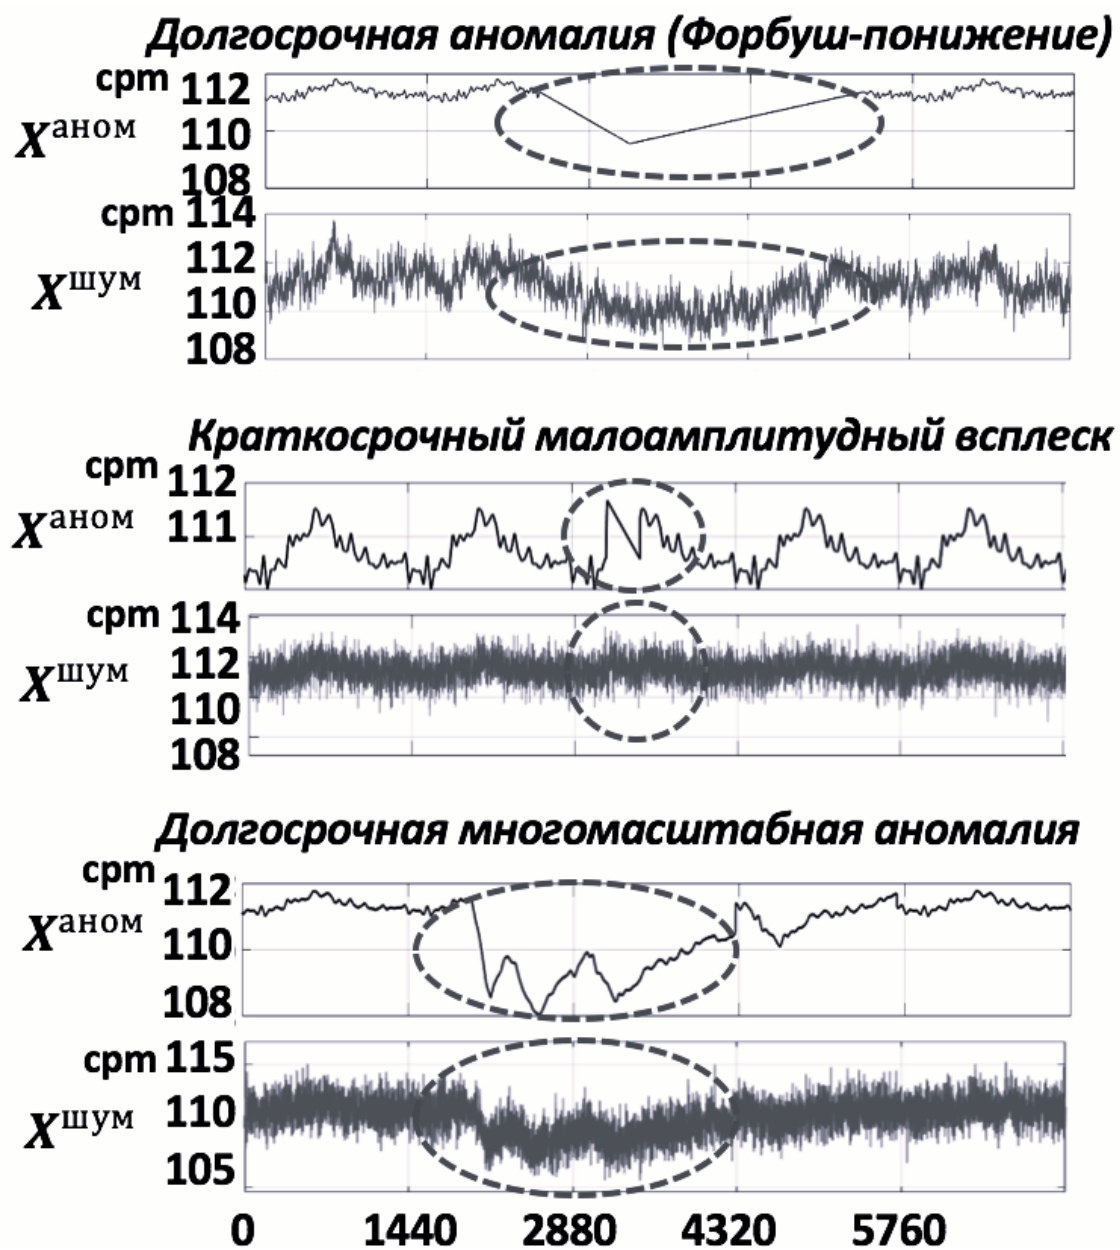 Долгосрочная аномалия (Форбуш-понижение)
cpm 112
Xаном 110
108
cpm 114
112
Xшум 110
108
Краткосрочный малоамплитудный всплеск
cpm 112
Xаном 111
cpm 114
112
Xшум 110
108
Долгосрочная многомасштабная аномалия
cpm 112
Xаном 110
108
cpm 115
Xшум 110
105
0 1440 2880 4320 5760